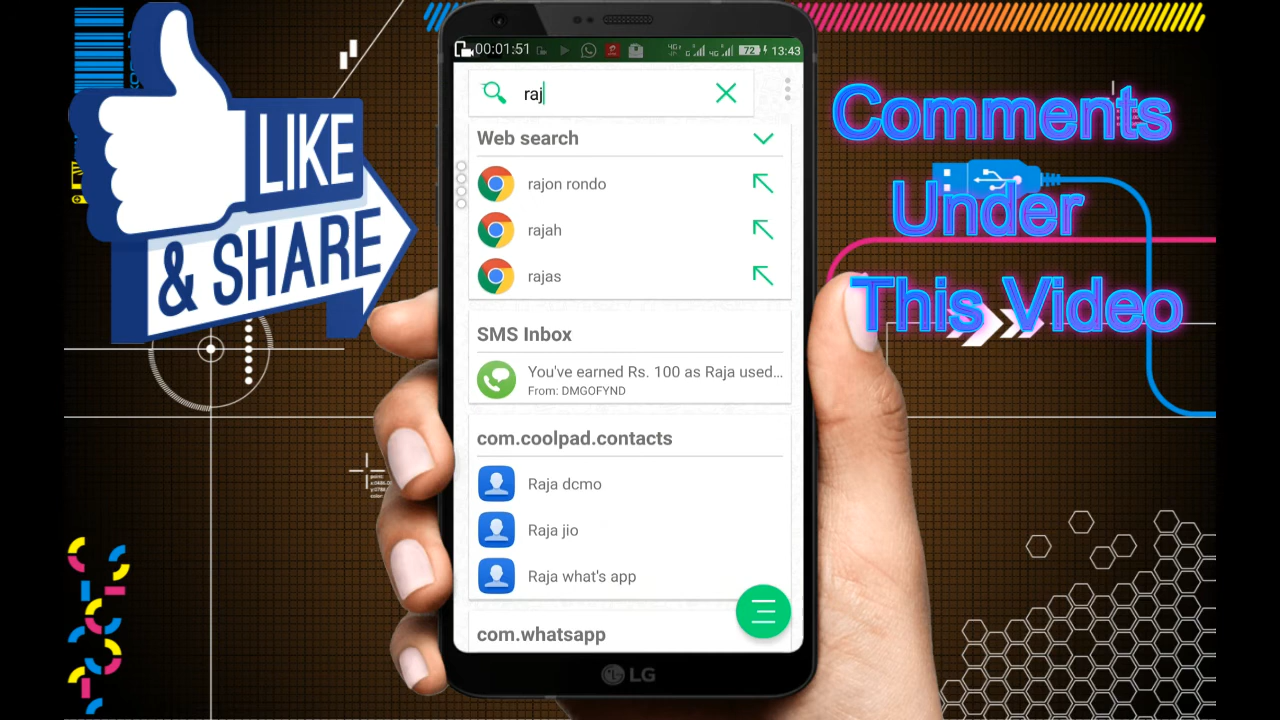 LIKE
& SHARE
00:01:51
72
13:43
raj
Web search
rajon rondo
rajah
rajas
SMS Inbox
You've earned Rs. 100 as Raja used...
From: DMGOFYND
com.coolpad.contacts
Raja dcmo
Raja jio
Raja what's app
com.whatsapp
LG
Comments
Under
This Video